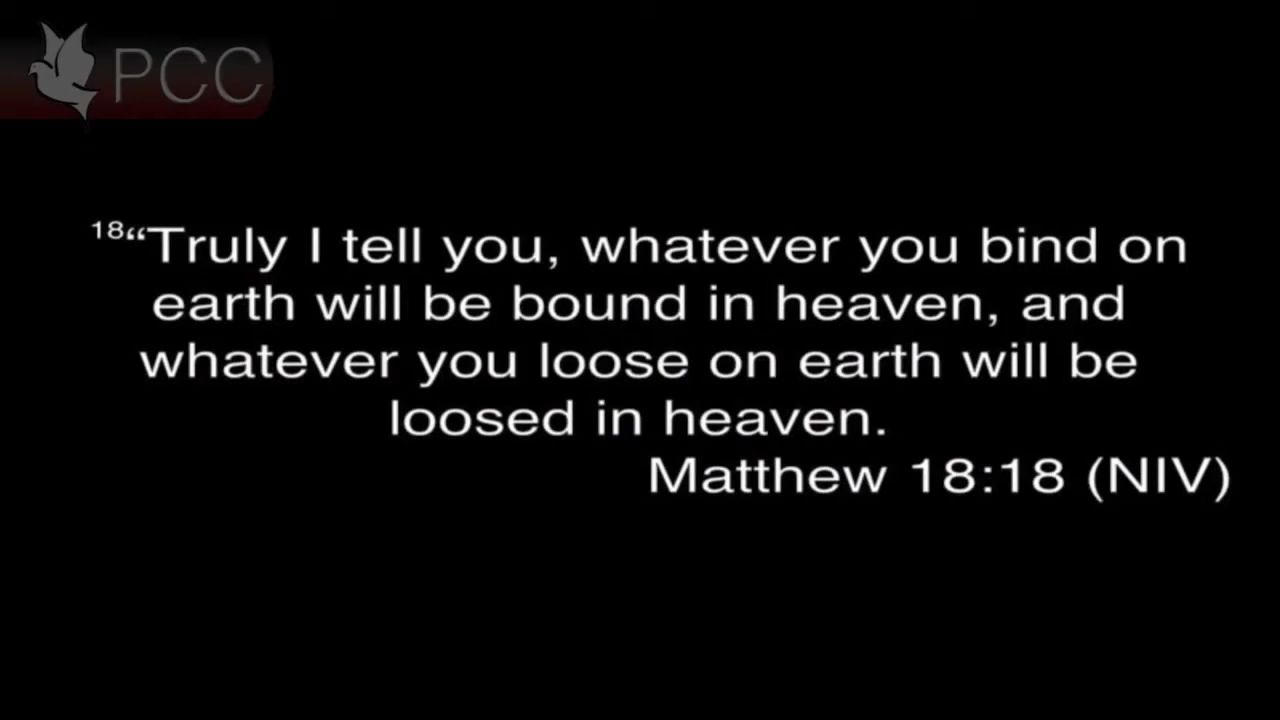 PCC
18“Truly I tell you, whatever you bind on
earth will be bound in heaven, and
whatever you loose on earth will be
loosed in heaven.
Matthew 18:18 (NIV)